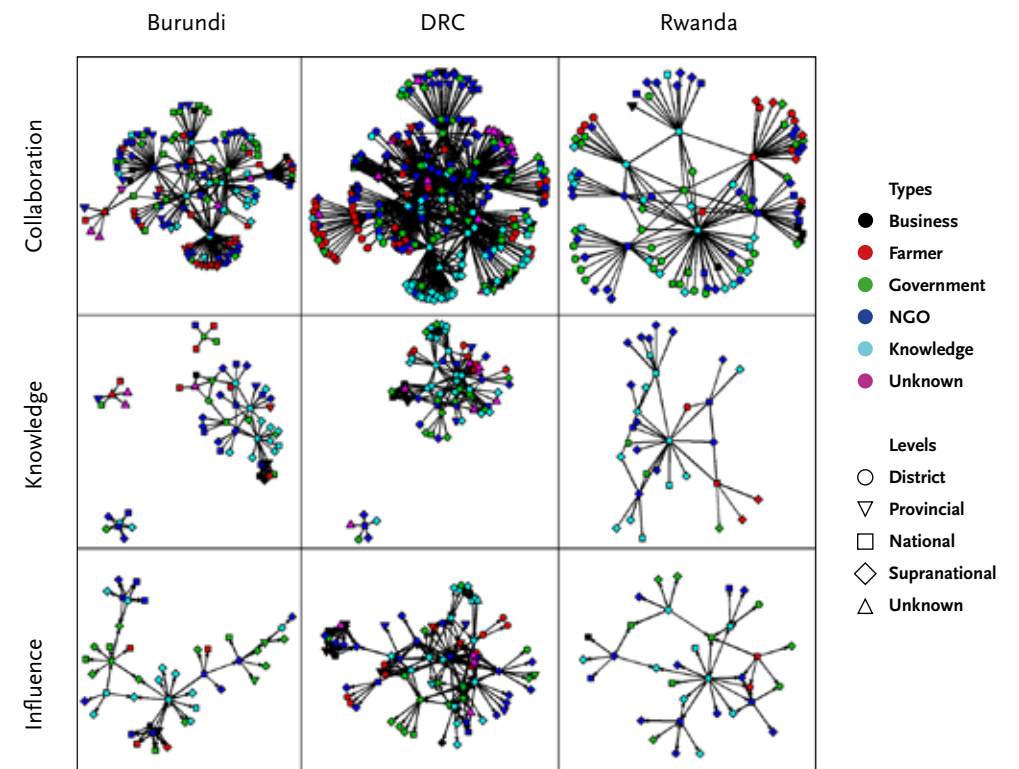 Burundi DRC Rwanda
Collaboration
Knowledge
Influence
Types
Business
Farmer
Government
NGO
Knowledge
Unknown
Levels
District
Provincial
National
Supranational
Unknown